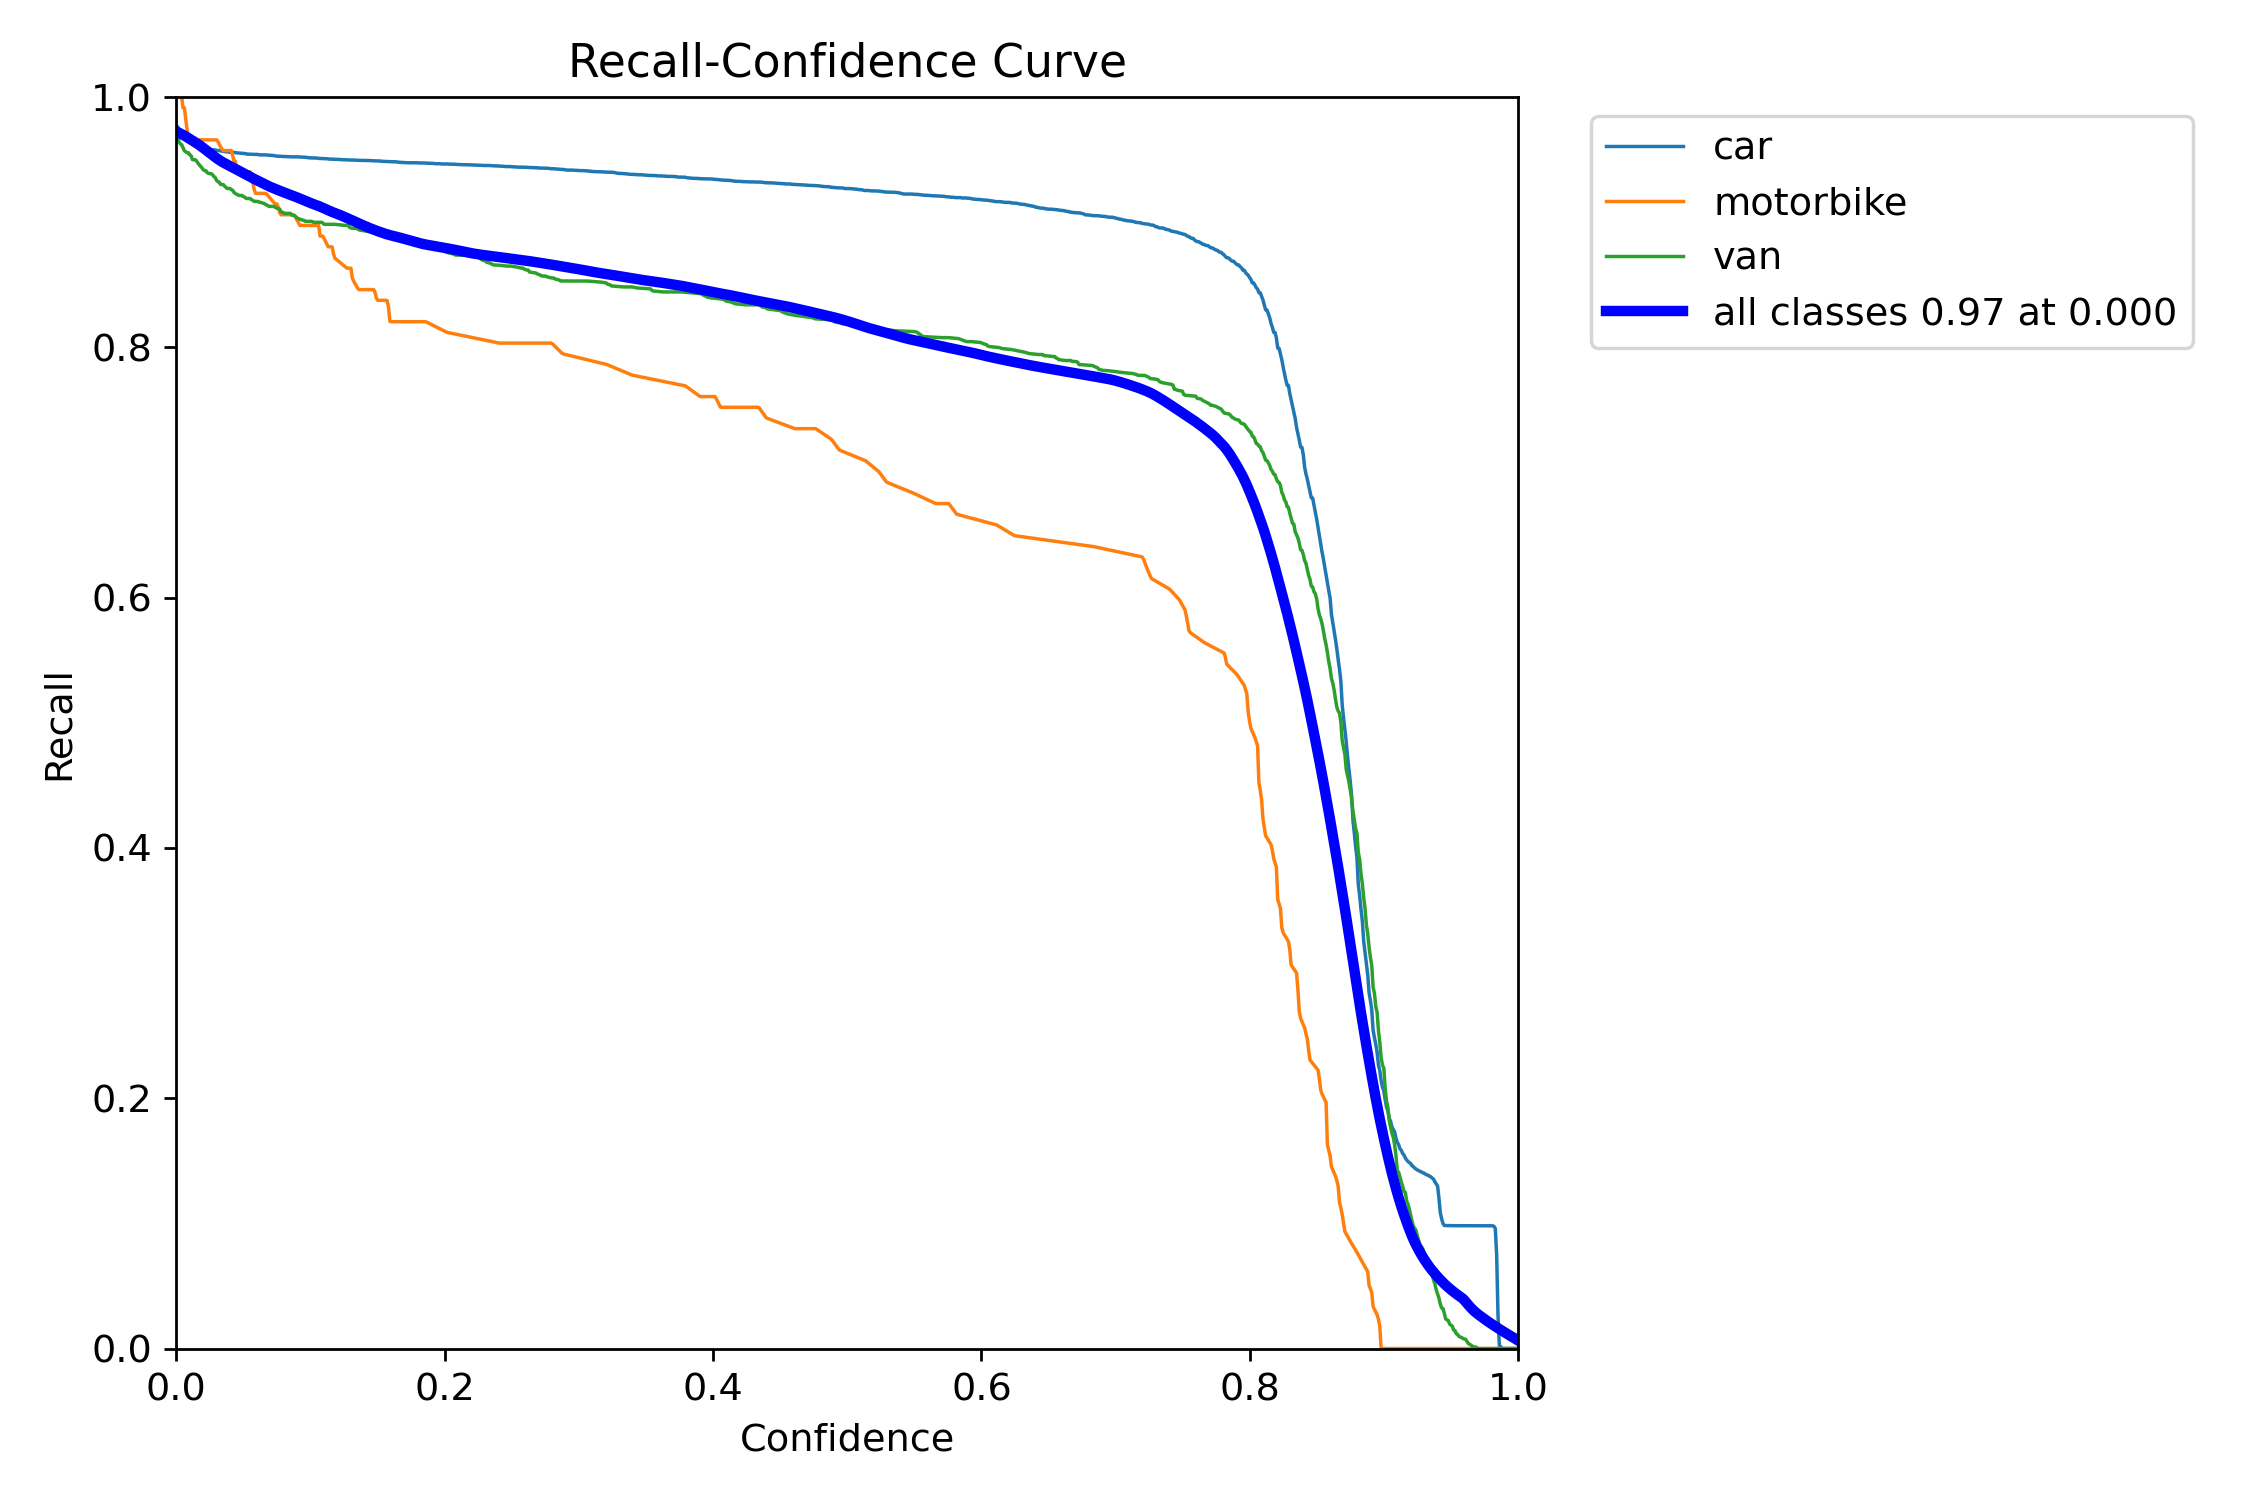 Recall-Confidence Curve
car
motorbike
van
all classes 0.97 at 0.000
Recall
1.0
0.8
0.6
0.4
0.2
0.0
0.0 0.2 0.4 0.6 0.8 1.0
Confidence